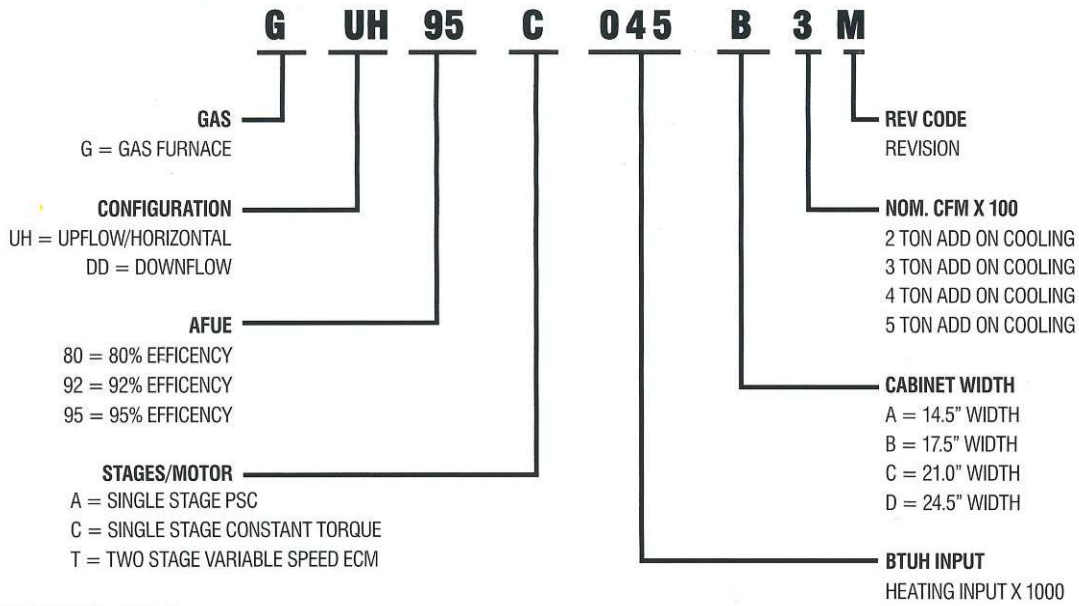 G UH 95 C 045 B 3 M
GAS
G = GAS FURNACE
CONFIGURATION
UH = UPFLOW/HORIZONTAL
DD = DOWNFLOW
AFUE
80 = 80% EFFICENCY
92 = 92% EFFICENCY
95 = 95% EFFICENCY
STAGES/MOTOR
A = SINGLE STAGE PSC
C = SINGLE STAGE CONSTANT TORQUE
T = TWO STAGE VARIABLE SPEED ECM
REV CODE
REVISION
NOM. CFM X 100
2 TON ADD ON COOLING
3 TON ADD ON COOLING
4 TON ADD ON COOLING
5 TON ADD ON COOLING
CABINET WIDTH
A = 14.5” WIDTH
B = 17.5” WIDTH
C = 21.0” WIDTH
D = 24.5” WIDTH
BTUH INPUT
HEATING INPUT X 1000